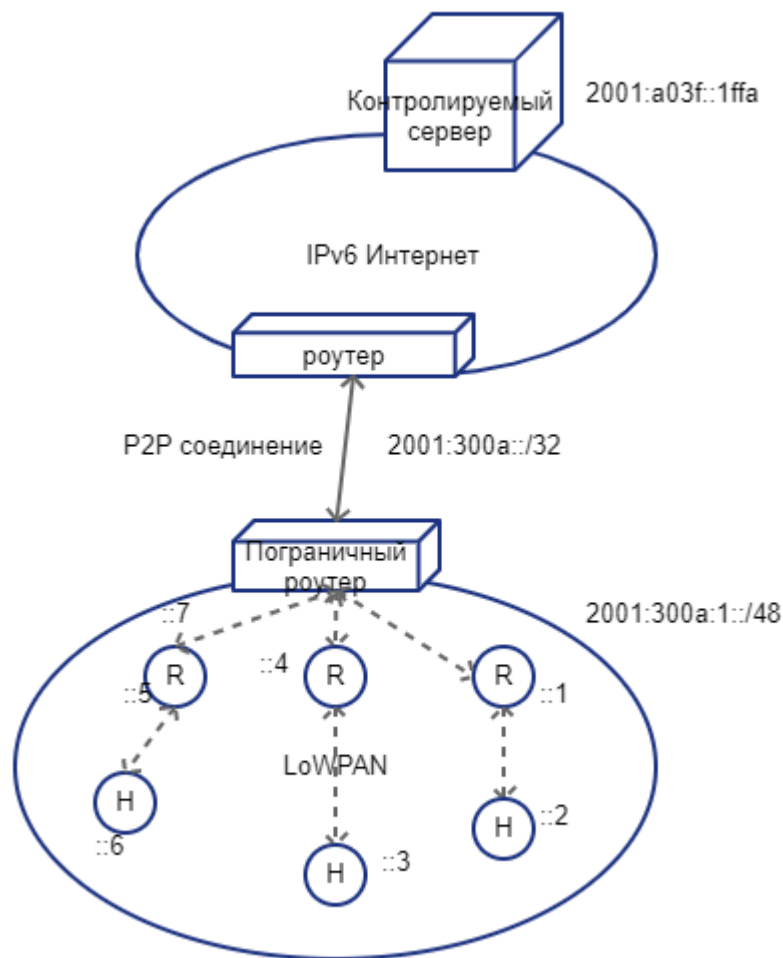 Контролируемый
сервер
2001:a03f::1ffa
IPv6 Интернет
роутер
P2P соединение
2001:300a::/32
Пограничный
роутер
2001:300a:1::/48
::7
R
::5
::4
R
R
::1
LoWPAN
H
::6
H
::3
H
::2